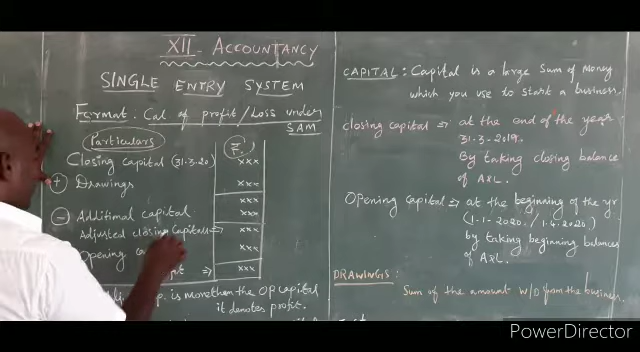 XII - ACCOUNTANCY
SINGLE ENTRY SYSTEM
Format: Cal of profit/Loss under
SAM
Particulars ₹.
Closing capital (31.3.20) xxx
+ Drawings xxx
xxx
- Additional capital xxx
Adjusted closing capital ⇒ xxx
Opening xxx
⇒ xxx
is more then the OP capital
it denotes profit.
CAPITAL: Capital is a large sum of money
which you use to start a business.
closing capital ⇒ at the end of the year
31-3-2019.
By taking closing balance
of A&L.
Opening capital ⇒ at the beginning of the yr
(1-1-2020. / 1.4.2020)
by taking beginning balances
of A&L.
DRAWINGS:
Sum of the amount W/D from the business.
PowerDirector